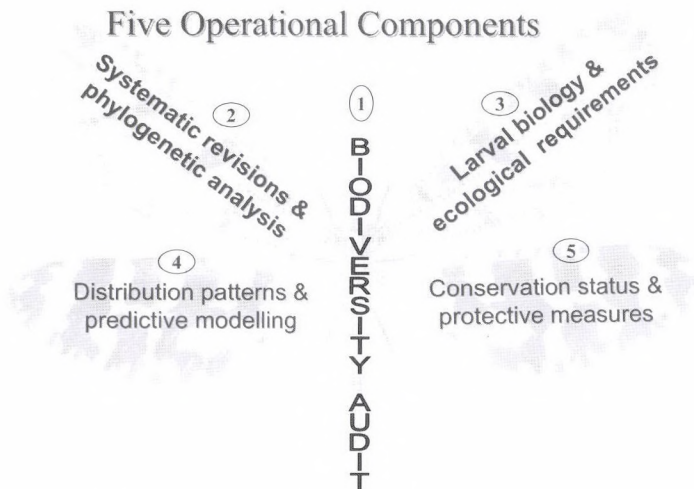 Five Operational Components
1
BIODIVERSITY AUDIT
2
Systematic revisions &
phylogenetic analysis
3
Larval biology &
ecological requirements
4
Distribution patterns &
predictive modelling
5
Conservation status &
protective measures